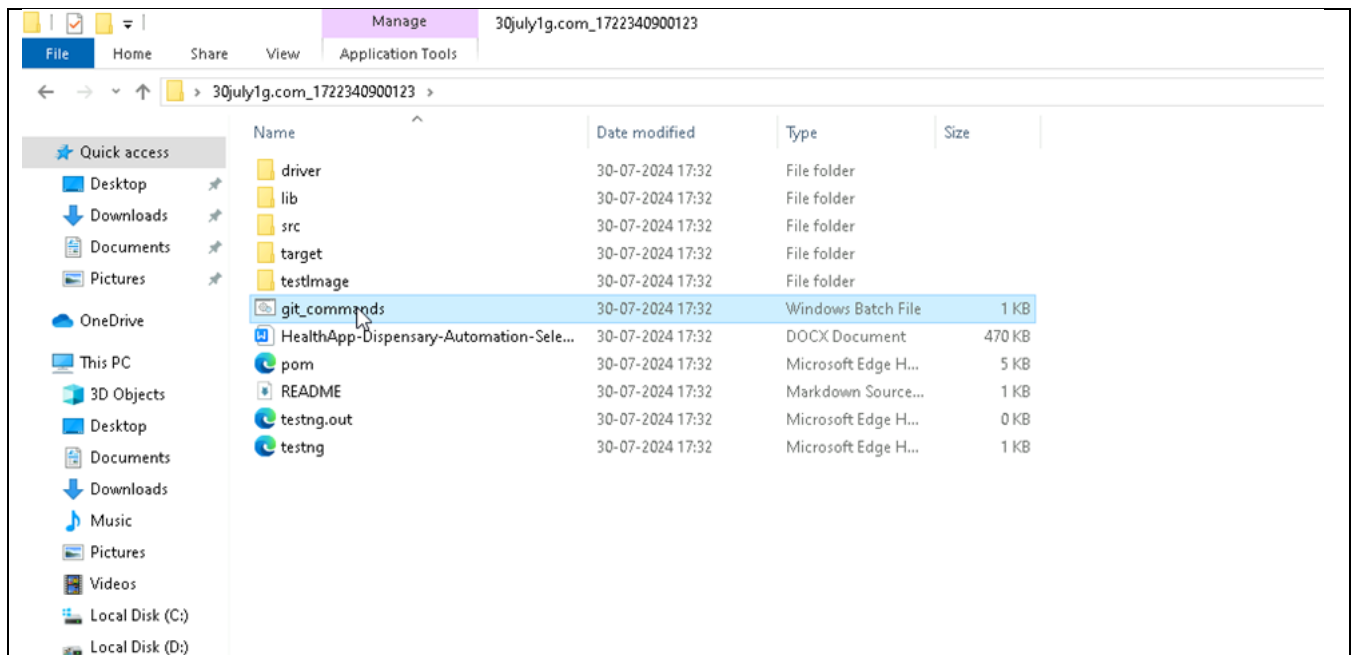 Manage 30july1g.com_1722340900123
File Home Share View Application Tools
30july1g.com_1722340900123
Name Date modified Type Size
Quick access
Desktop
Downloads
Documents
Pictures
OneDrive
This PC
3D Objects
Desktop
Documents
Downloads
Music
Pictures
Videos
Local Disk (C:)
Local Disk (D:)
driver 30-07-2024 17:32 File folder
lib 30-07-2024 17:32 File folder
src 30-07-2024 17:32 File folder
target 30-07-2024 17:32 File folder
testImage 30-07-2024 17:32 File folder
git_commands 30-07-2024 17:32 Windows Batch File 1 KB
HealthApp-Dispensary-Automation-Sele... 30-07-2024 17:32 DOCX Document 470 KB
pom 30-07-2024 17:32 Microsoft Edge H... 5 KB
README 30-07-2024 17:32 Markdown Source... 1 KB
testng.out 30-07-2024 17:32 Microsoft Edge H... 0 KB
testng 30-07-2024 17:32 Microsoft Edge H... 1 KB